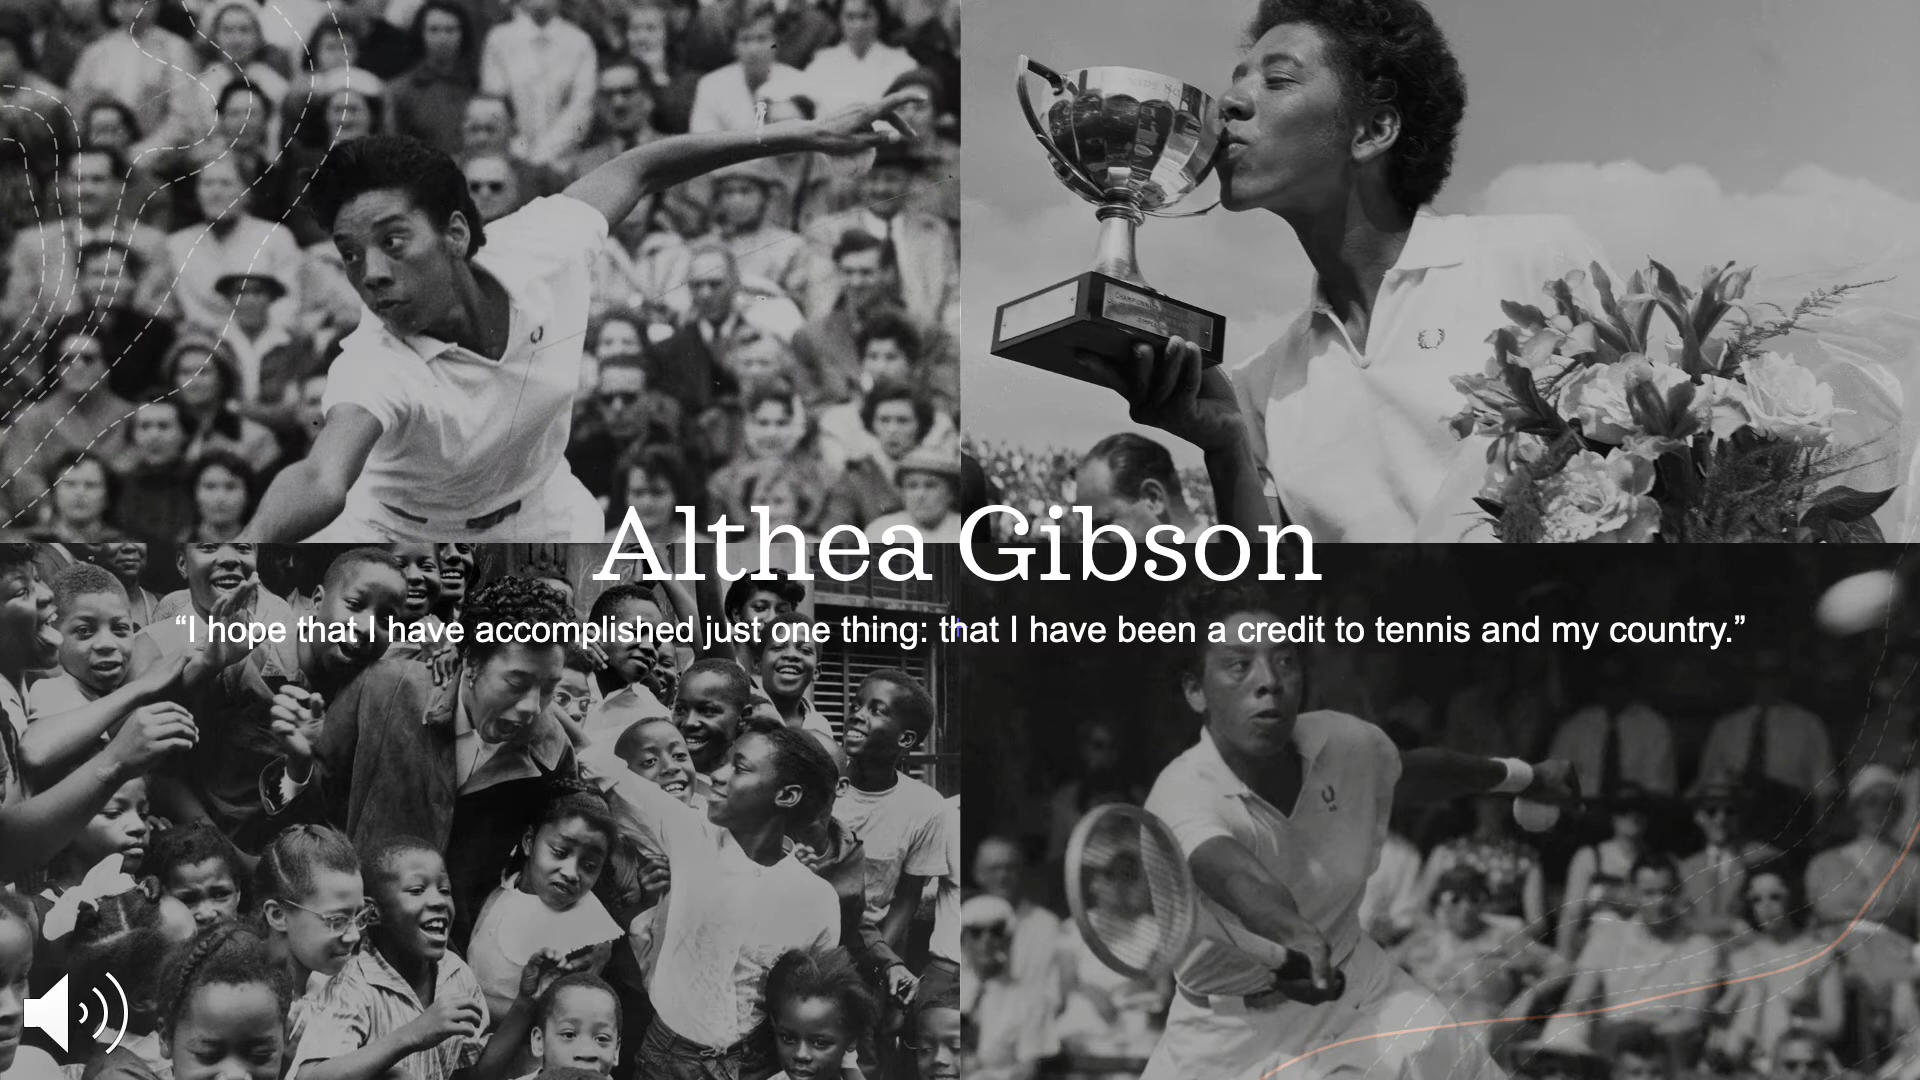 Althea Gibson
“I hope that I have accomplished just one thing: that I have been a credit to tennis and my country.”